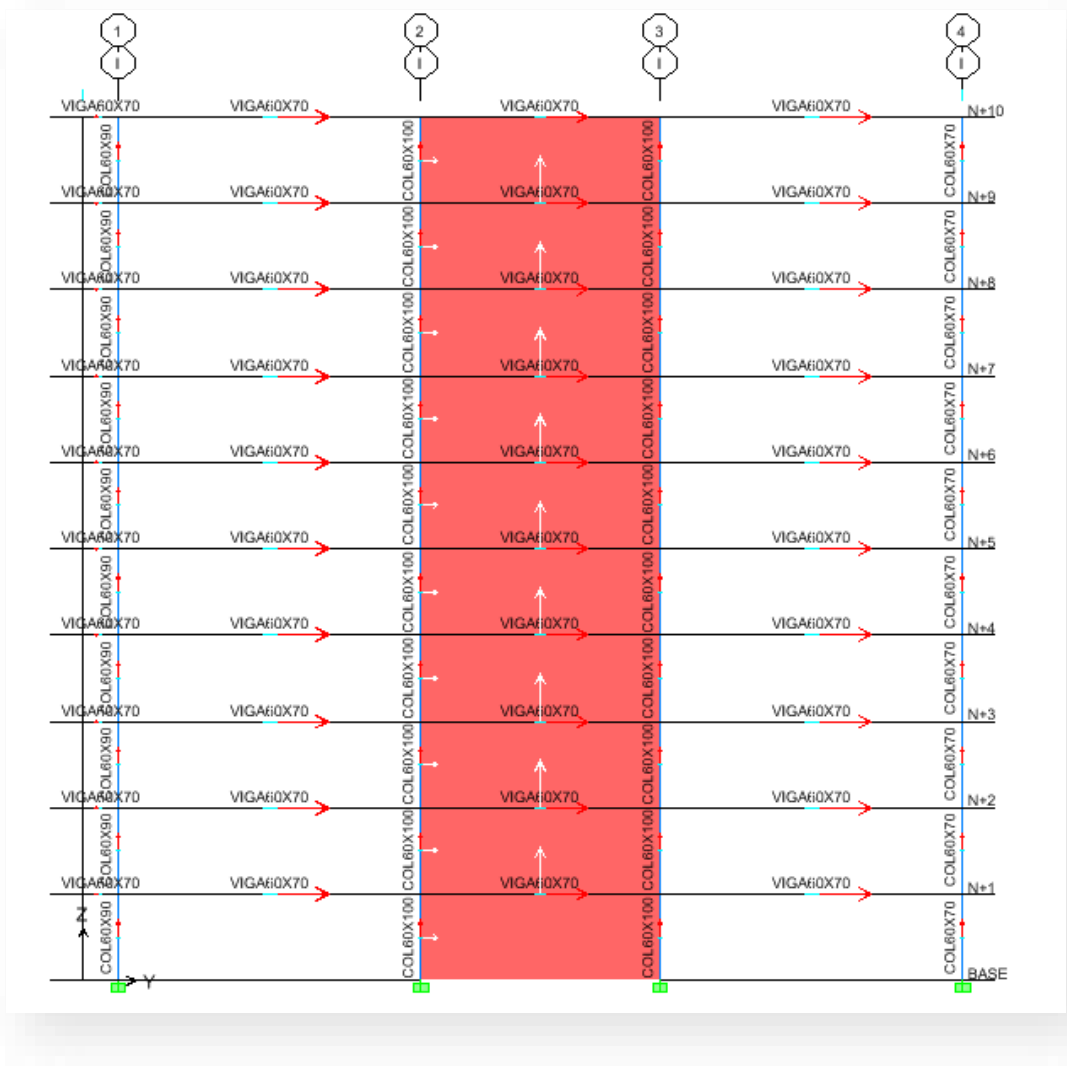 1 2 3 4
I I I I
VIGA60X70 VIGA60X70 VIGA60X70 VIGA60X70 N+10
COL60X90 COL60X100 COL60X100 COL60X70
VIGA60X70 VIGA60X70 VIGA60X70 VIGA60X70 N+9
COL60X90 COL60X100 COL60X100 COL60X70
VIGA60X70 VIGA60X70 VIGA60X70 VIGA60X70 N+8
COL60X90 COL60X100 COL60X100 COL60X70
VIGA60X70 VIGA60X70 VIGA60X70 VIGA60X70 N+7
COL60X90 COL60X100 COL60X100 COL60X70
VIGA60X70 VIGA60X70 VIGA60X70 VIGA60X70 N+6
COL60X90 COL60X100 COL60X100 COL60X70
VIGA60X70 VIGA60X70 VIGA60X70 VIGA60X70 N+5
COL60X90 COL60X100 COL60X100 COL60X70
VIGA60X70 VIGA60X70 VIGA60X70 VIGA60X70 N+4
COL60X90 COL60X100 COL60X100 COL60X70
VIGA60X70 VIGA60X70 VIGA60X70 VIGA60X70 N+3
COL60X90 COL60X100 COL60X100 COL60X70
VIGA60X70 VIGA60X70 VIGA60X70 VIGA60X70 N+2
COL60X90 COL60X100 COL60X100 COL60X70
VIGA60X70 VIGA60X70 VIGA60X70 VIGA60X70 N+1
Z
COL60X90 COL60X100 COL60X100 COL60X70
Y BASE